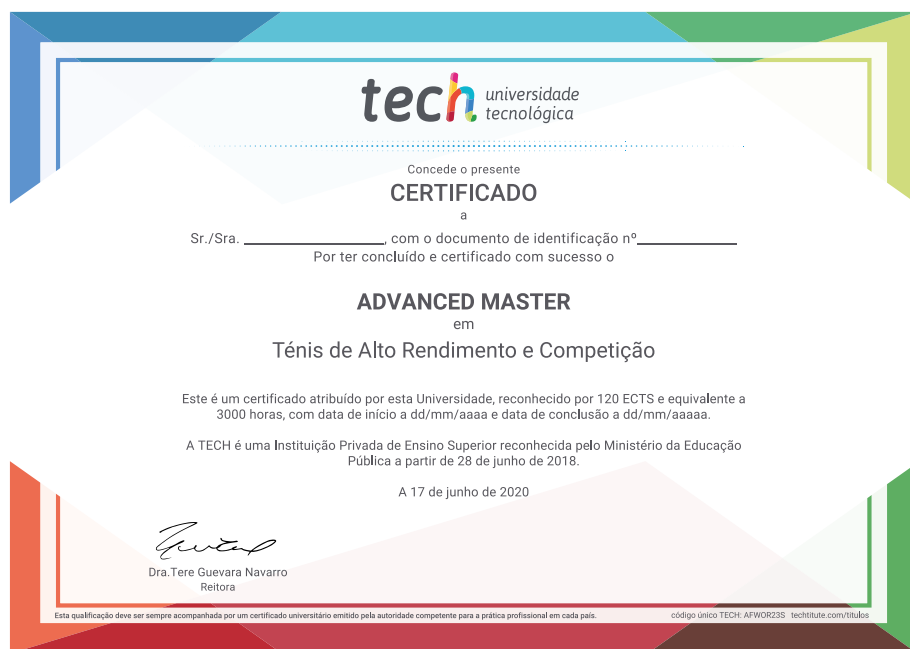 tech universidade
tecnológica
Concede o presente
CERTIFICADO
a
Sr./Sra. ________________, com o documento de identificação nº____________
Por ter concluído e certificado com sucesso o
ADVANCED MASTER
em
Ténis de Alto Rendimento e Competição
Este é um certificado atribuído por esta Universidade, reconhecido por 120 ECTS e equivalente a
3000 horas, com data de início a dd/mm/aaaa e data de conclusão a dd/mm/aaaaa.
A TECH é uma Instituição Privada de Ensino Superior reconhecida pelo Ministério da Educação
Pública a partir de 28 de junho de 2018.
A 17 de junho de 2020
Dra.Tere Guevara Navarro
Reitora
Esta qualificação deve ser sempre acompanhada por um certificado universitário emitido pela autoridade competente para a prática profissional em cada país. código único TECH: AFWOR23S techtitute.com/titulos